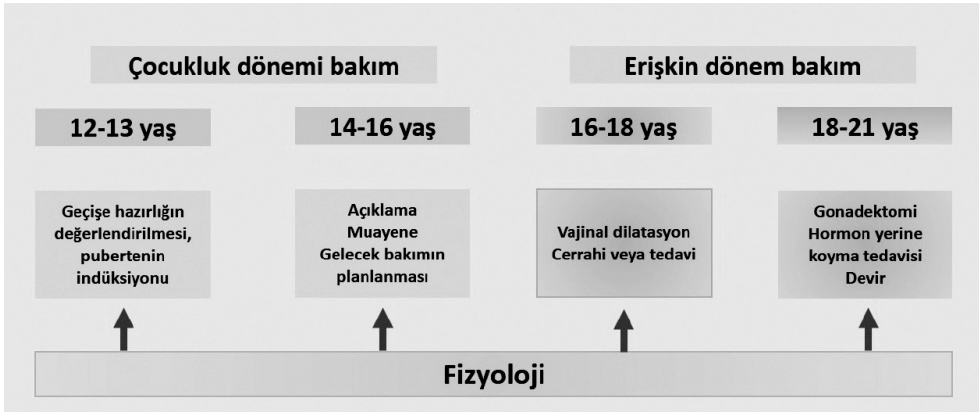 Çocukluk dönemi bakım
Erişkin dönem bakım
12-13 yaş
14-16 yaş
16-18 yaş
18-21 yaş
Geçişe hazırlığın
değerlendirilmesi,
pubertenin
indüksiyonu
Açıklama
Muayene
Gelecek bakımın
planlanması
Vajinal dilatasyon
Cerrahi veya tedavi
Gonadektomi
Hormon yerine
koyma tedavisi
Devir
Fizyoloji